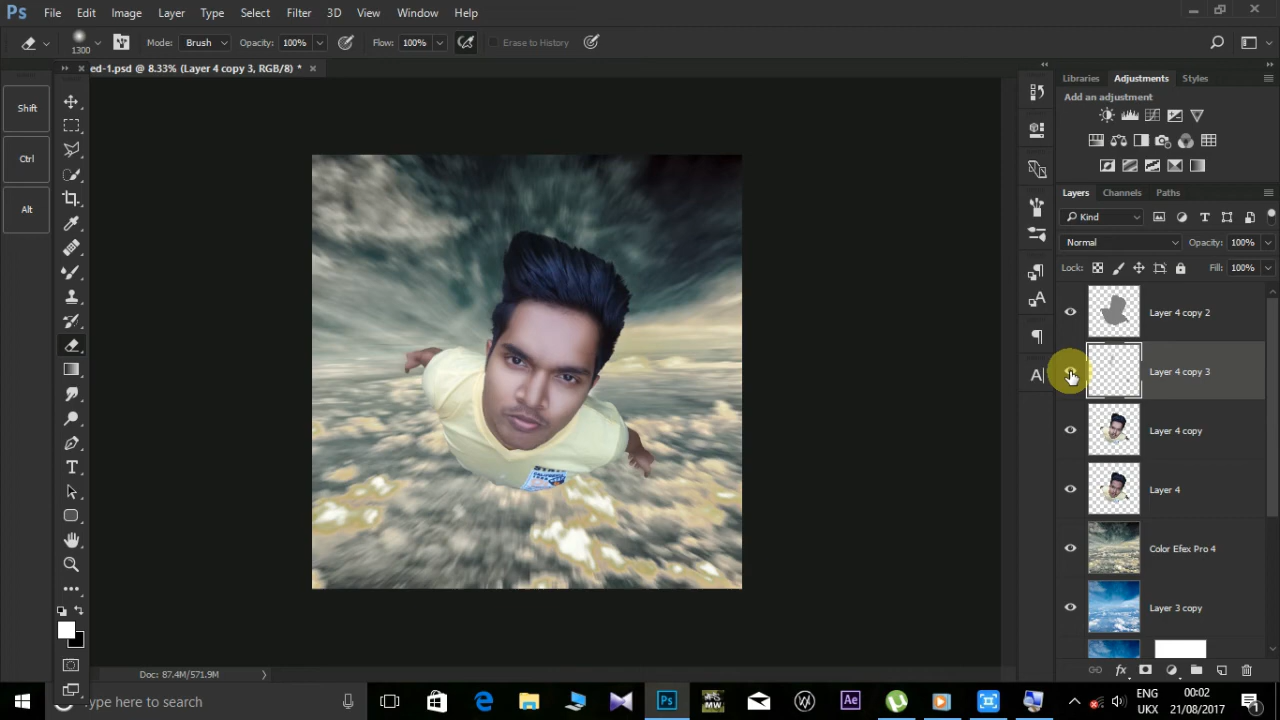 Ps File Edit Image Layer Type Select Filter 3D View Window Help
1300 Mode: Brush Opacity: 100% Flow: 100% Erase to History
ed-1.psd @ 8.33% (Layer 4 copy 3, RGB/8) *
Libraries Adjustments Styles
Add an adjustment
Shift
Ctrl
Alt
Layers Channels Paths
Kind
Normal Opacity: 100%
Lock: Fill: 100%
Layer 4 copy 2
Layer 4 copy 3
Layer 4 copy
Layer 4
Color Efex Pro 4
Layer 3 copy
Doc: 87.4M/571.9M
Type here to search
Ps MW Ae
ENG
UKX
00:02
21/08/2017